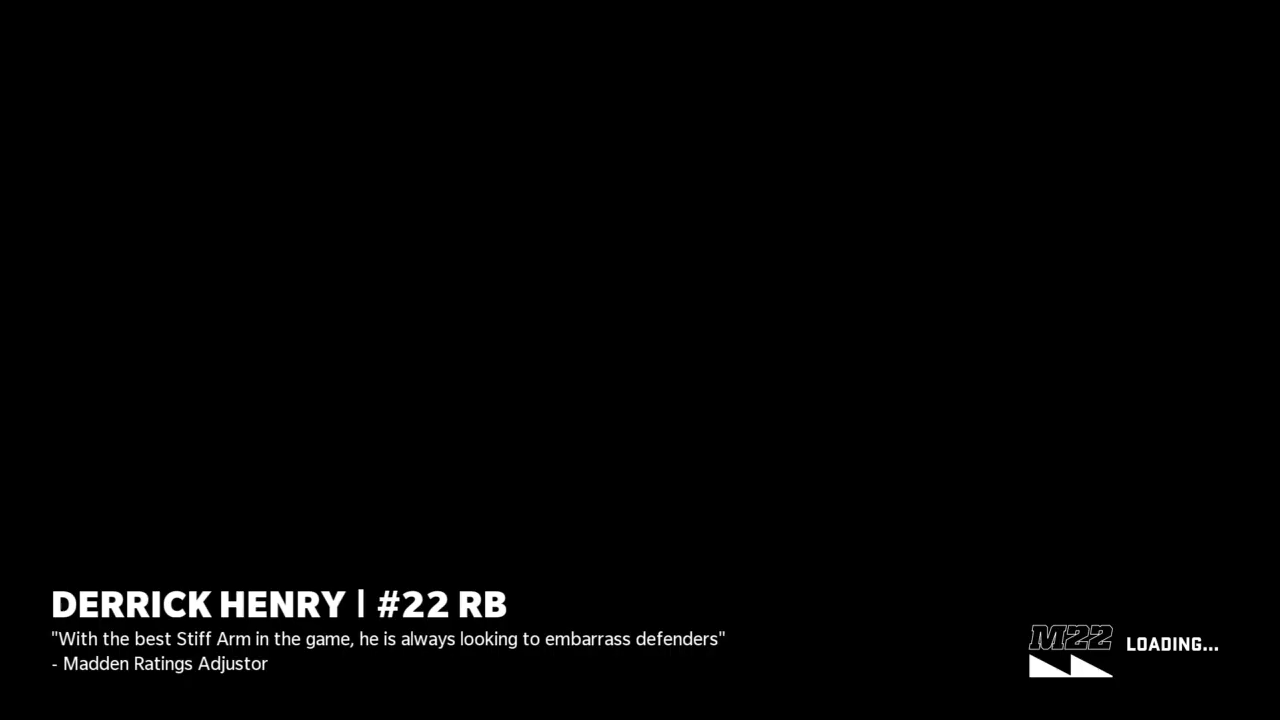 DERRICK HENRY | #22 RB
"With the best Stiff Arm in the game, he is always looking to embarrass defenders"
- Madden Ratings Adjustor
M22
LOADING...